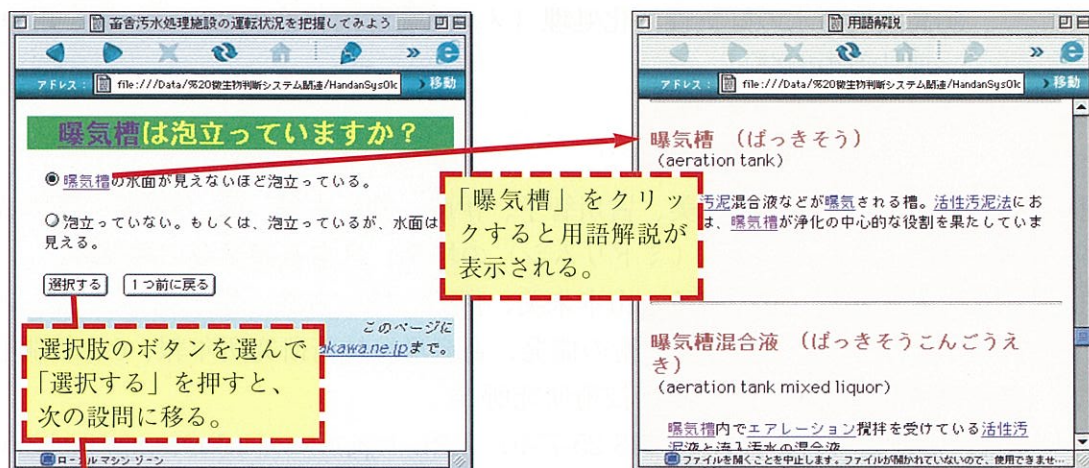 畜舎汚水処理施設の運転状況を把握してみよう
アドレス： file:///Data/%20微生物判断システム関連/HandanSys0lc 移動
曝気槽は泡立っていますか？
曝気槽の水面が見えないほど泡立っている。
泡立っていない。もしくは、泡立っているが、水面は
見える。
選択する 1つ前に戻る
このページに
akawa.ne.jpまで。
選択肢のボタンを選んで
「選択する」を押すと、
次の設問に移る。
ローカル マシン ゾーン
「曝気槽」をクリッ
クすると用語解説が
表示される。
用語解説
アドレス： file:///Data/%20微生物判断システム関連/HandanSys0lc 移動
曝気槽 （ばっきそう）
(aeration tank)
汚泥混合液などが曝気される槽。活性汚泥法にお
は、曝気槽が浄化の中心的な役割を果たしていま
曝気槽混合液 （ばっきそうこんごうえ
き）
(aeration tank mixed liquor)
曝気槽内でエアレーション攪拌を受けている活性汚
泥液と流入汚水の混合液
ファイルを開くことを中止します。ファイルが開かれていないので、使用できませ…